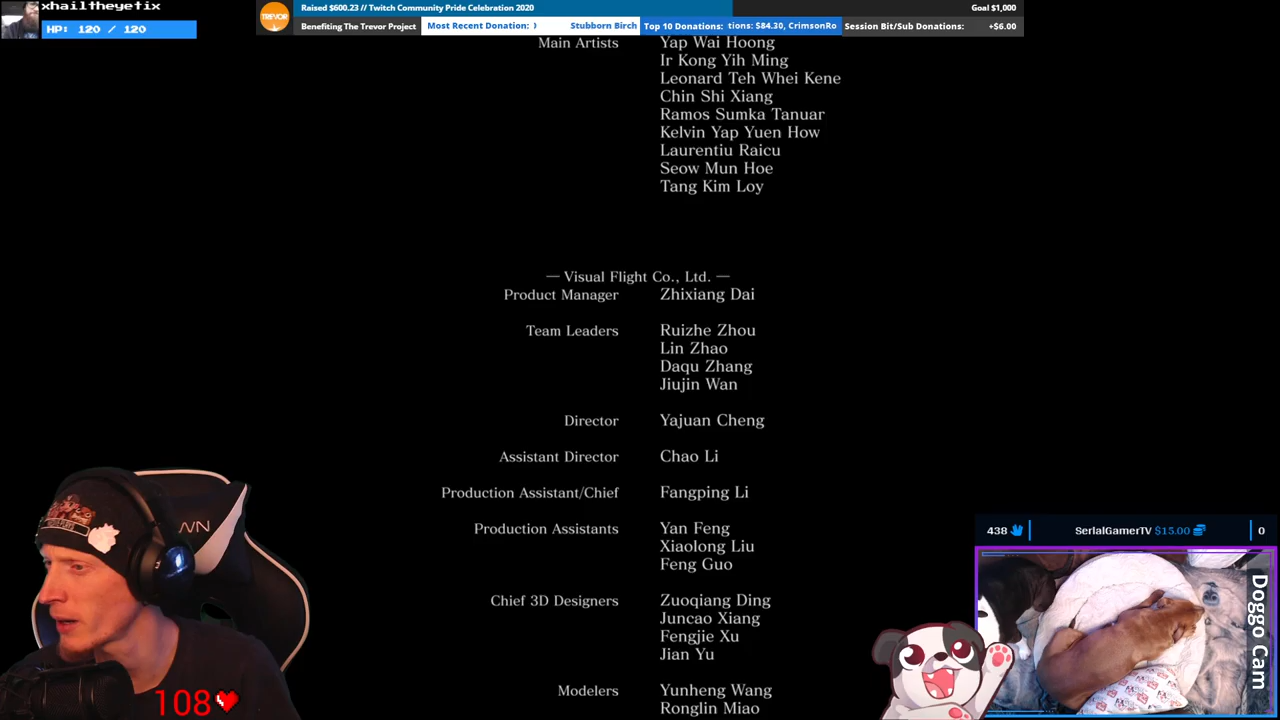 xhailtheyetix
HP: 120 / 120
TREVOR
Raised $600.23 // Twitch Community Pride Celebration 2020
Goal $1,000
Benefiting The Trevor Project
Most Recent Donation:
Stubborn Birch
Top 10 Donations:
tions: $84.30, CrimsonRo
Session Bit/Sub Donations:
+$6.00
Main Artists
Yap Wai Hoong
Ir Kong Yih Ming
Leonard Teh Whei Kene
Chin Shi Xiang
Ramos Sumka Tanuar
Kelvin Yap Yuen How
Laurentiu Raicu
Seow Mun Hoe
Tang Kim Loy
— Visual Flight Co., Ltd. —
Product Manager Zhixiang Dai
Team Leaders Ruizhe Zhou
Lin Zhao
Daqu Zhang
Jiujin Wan
Director Yajuan Cheng
Assistant Director Chao Li
Production Assistant/Chief Fangping Li
Production Assistants Yan Feng
Xiaolong Liu
Feng Guo
Chief 3D Designers Zuoqiang Ding
Juncao Xiang
Fengjie Xu
Jian Yu
Modelers Yunheng Wang
Ronglin Miao
438
SerlalGamerTV $15.00
0
Doggo Cam
108